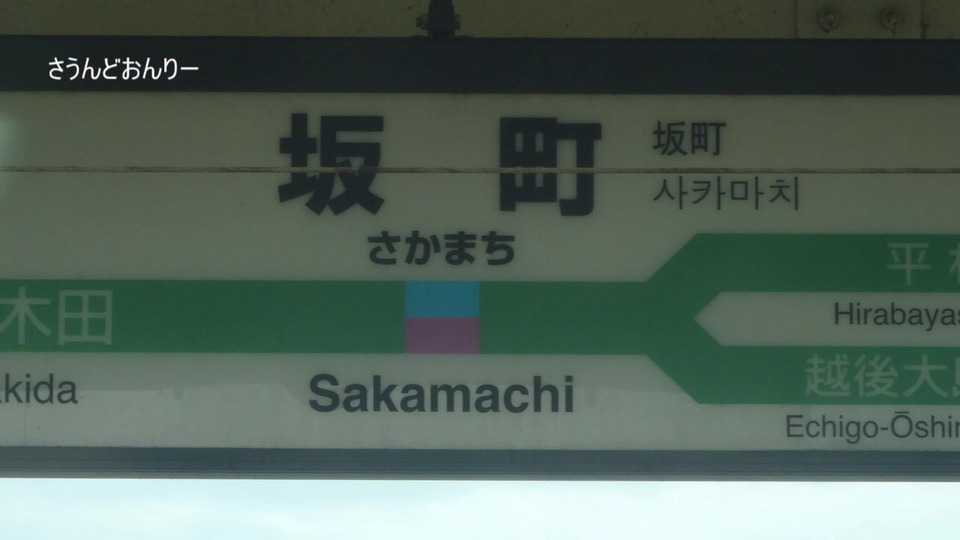 さうんどおんりー
坂町
坂町
사카마치
さかまち
木田
平
Sakamachi
Hirabayas
越後大
akida
Echigo-Ōshi